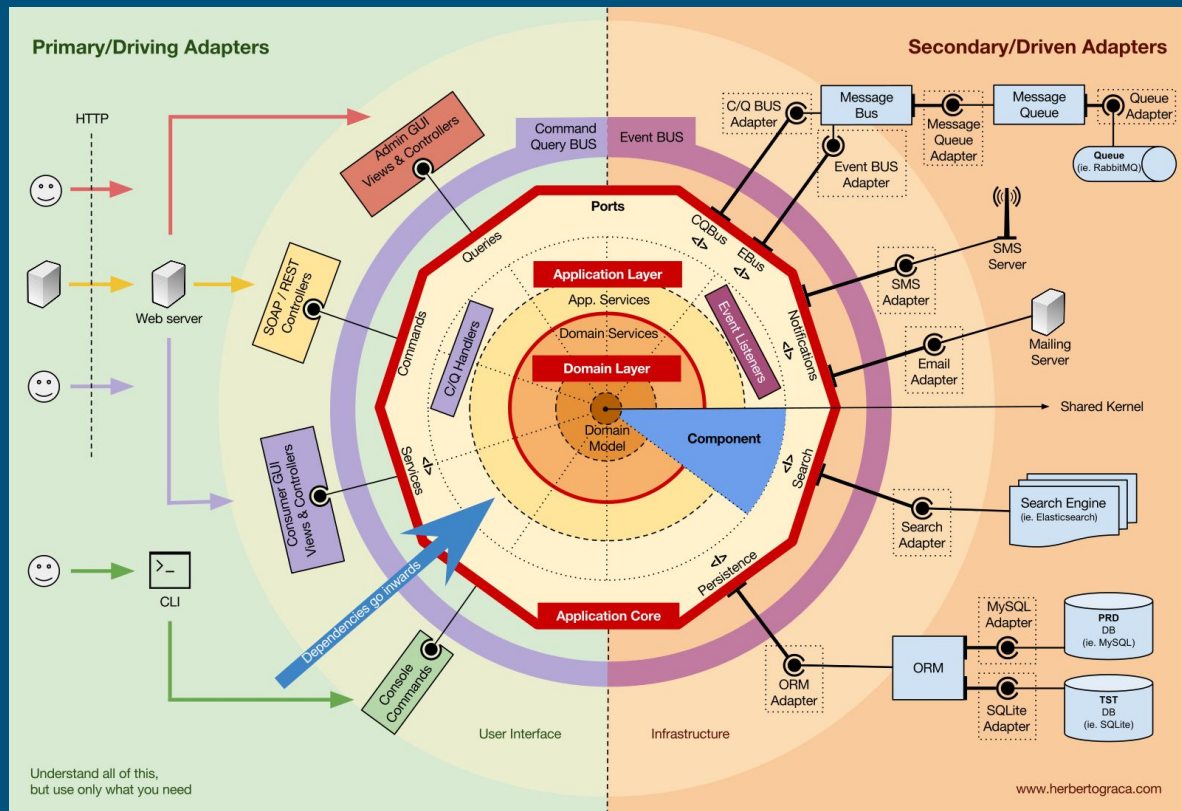 Primary/Driving Adapters
Secondary/Driven Adapters
HTTP
Web server
CLI
>_
Admin GUI
Views & Controllers
SOAP / REST
Controllers
Consumer GUI
Views & Controllers
Console
Commands
Command
Query BUS
Event BUS
Ports
Queries
Commands
Services
</>
C/Q Handlers
Application Layer
App. Services
Domain Services
Domain Layer
Domain
Model
Component
Event Listeners
CQBus
</>
EBus
</>
Notifications
</>
Search
</>
Persistence
</>
Application Core
Dependencies go inwards
C/Q BUS
Adapter
Message
Bus
Event BUS
Adapter
Message
Queue
Adapter
Message
Queue
Queue
Adapter
Queue
(ie. RabbitMQ)
SMS
Server
SMS
Adapter
Mailing
Server
Email
Adapter
Shared Kernel
Search
Adapter
Search Engine
(ie. Elasticsearch)
ORM
Adapter
ORM
MySQL
Adapter
PRD
DB
(ie. MySQL)
SQLite
Adapter
TST
DB
(ie. SQLite)
User Interface
Infrastructure
Understand all of this,
but use only what you need
www.herbertograca.com